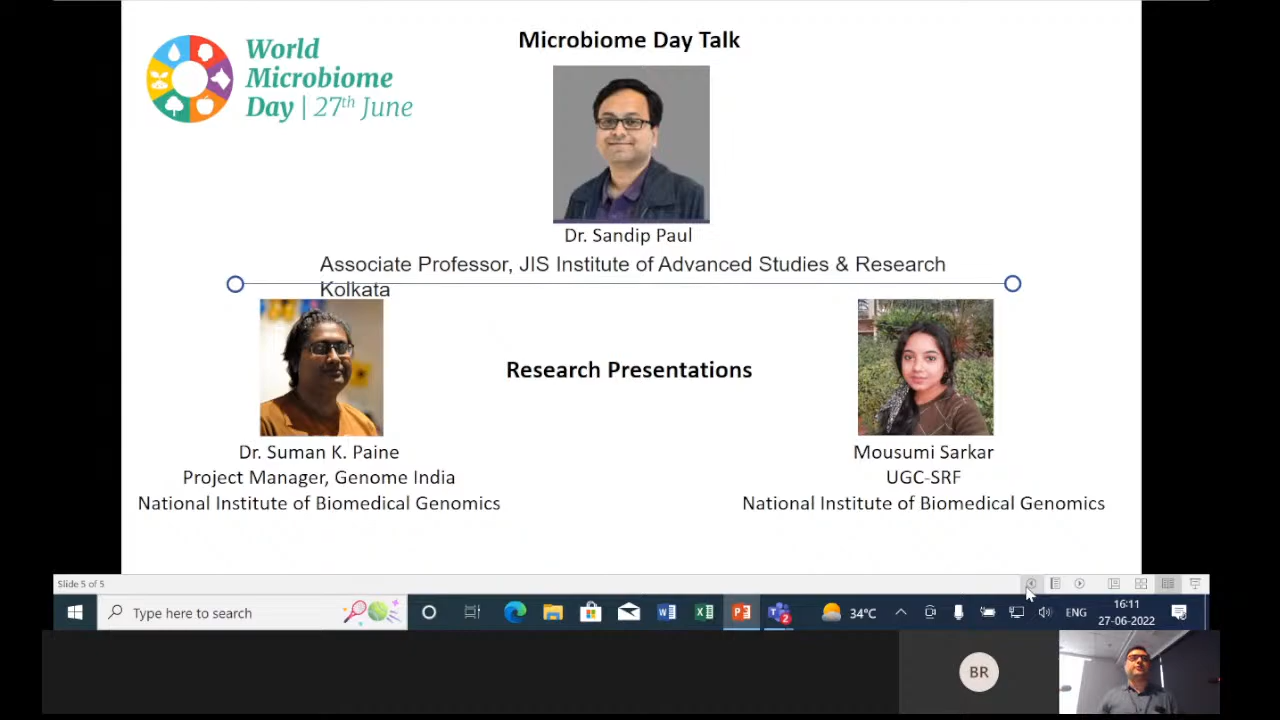 Microbiome Day Talk
World
Microbiome
Day | 27th June
Dr. Sandip Paul
Associate Professor, JIS Institute of Advanced Studies & Research
Kolkata
Research Presentations
Dr. Suman K. Paine
Project Manager, Genome India
National Institute of Biomedical Genomics
Mousumi Sarkar
UGC-SRF
National Institute of Biomedical Genomics
Slide 5 of 5
Type here to search
34°C
ENG
16:11
27-06-2022
2
BR